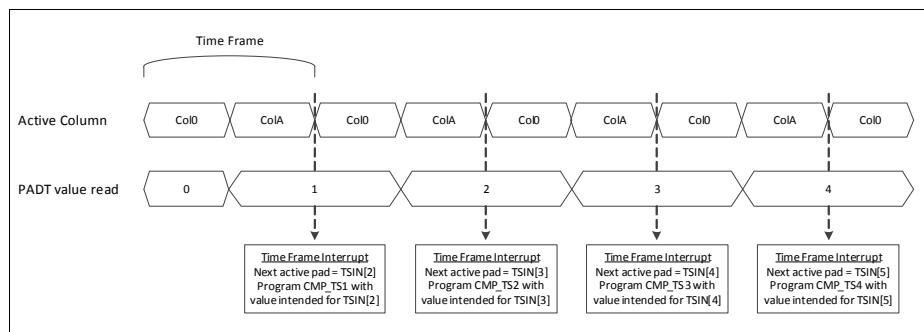 Time Frame
Active Column Col0 ColA Col0 ColA Col0 ColA Col0 ColA Col0
PADT value read 0 1 2 3 4
Time Frame Interrupt
Next active pad = TSIN[2]
Program CMP_TS1 with
value intended for TSIN[2]
Time Frame Interrupt
Next active pad = TSIN[3]
Program CMP_TS2 with
value intended for TSIN[3]
Time Frame Interrupt
Next active pad = TSIN[4]
Program CMP_TS3 with
value intended for TSIN[4]
Time Frame Interrupt
Next active pad = TSIN[5]
Program CMP_TS4 with
value intended for TSIN[5]